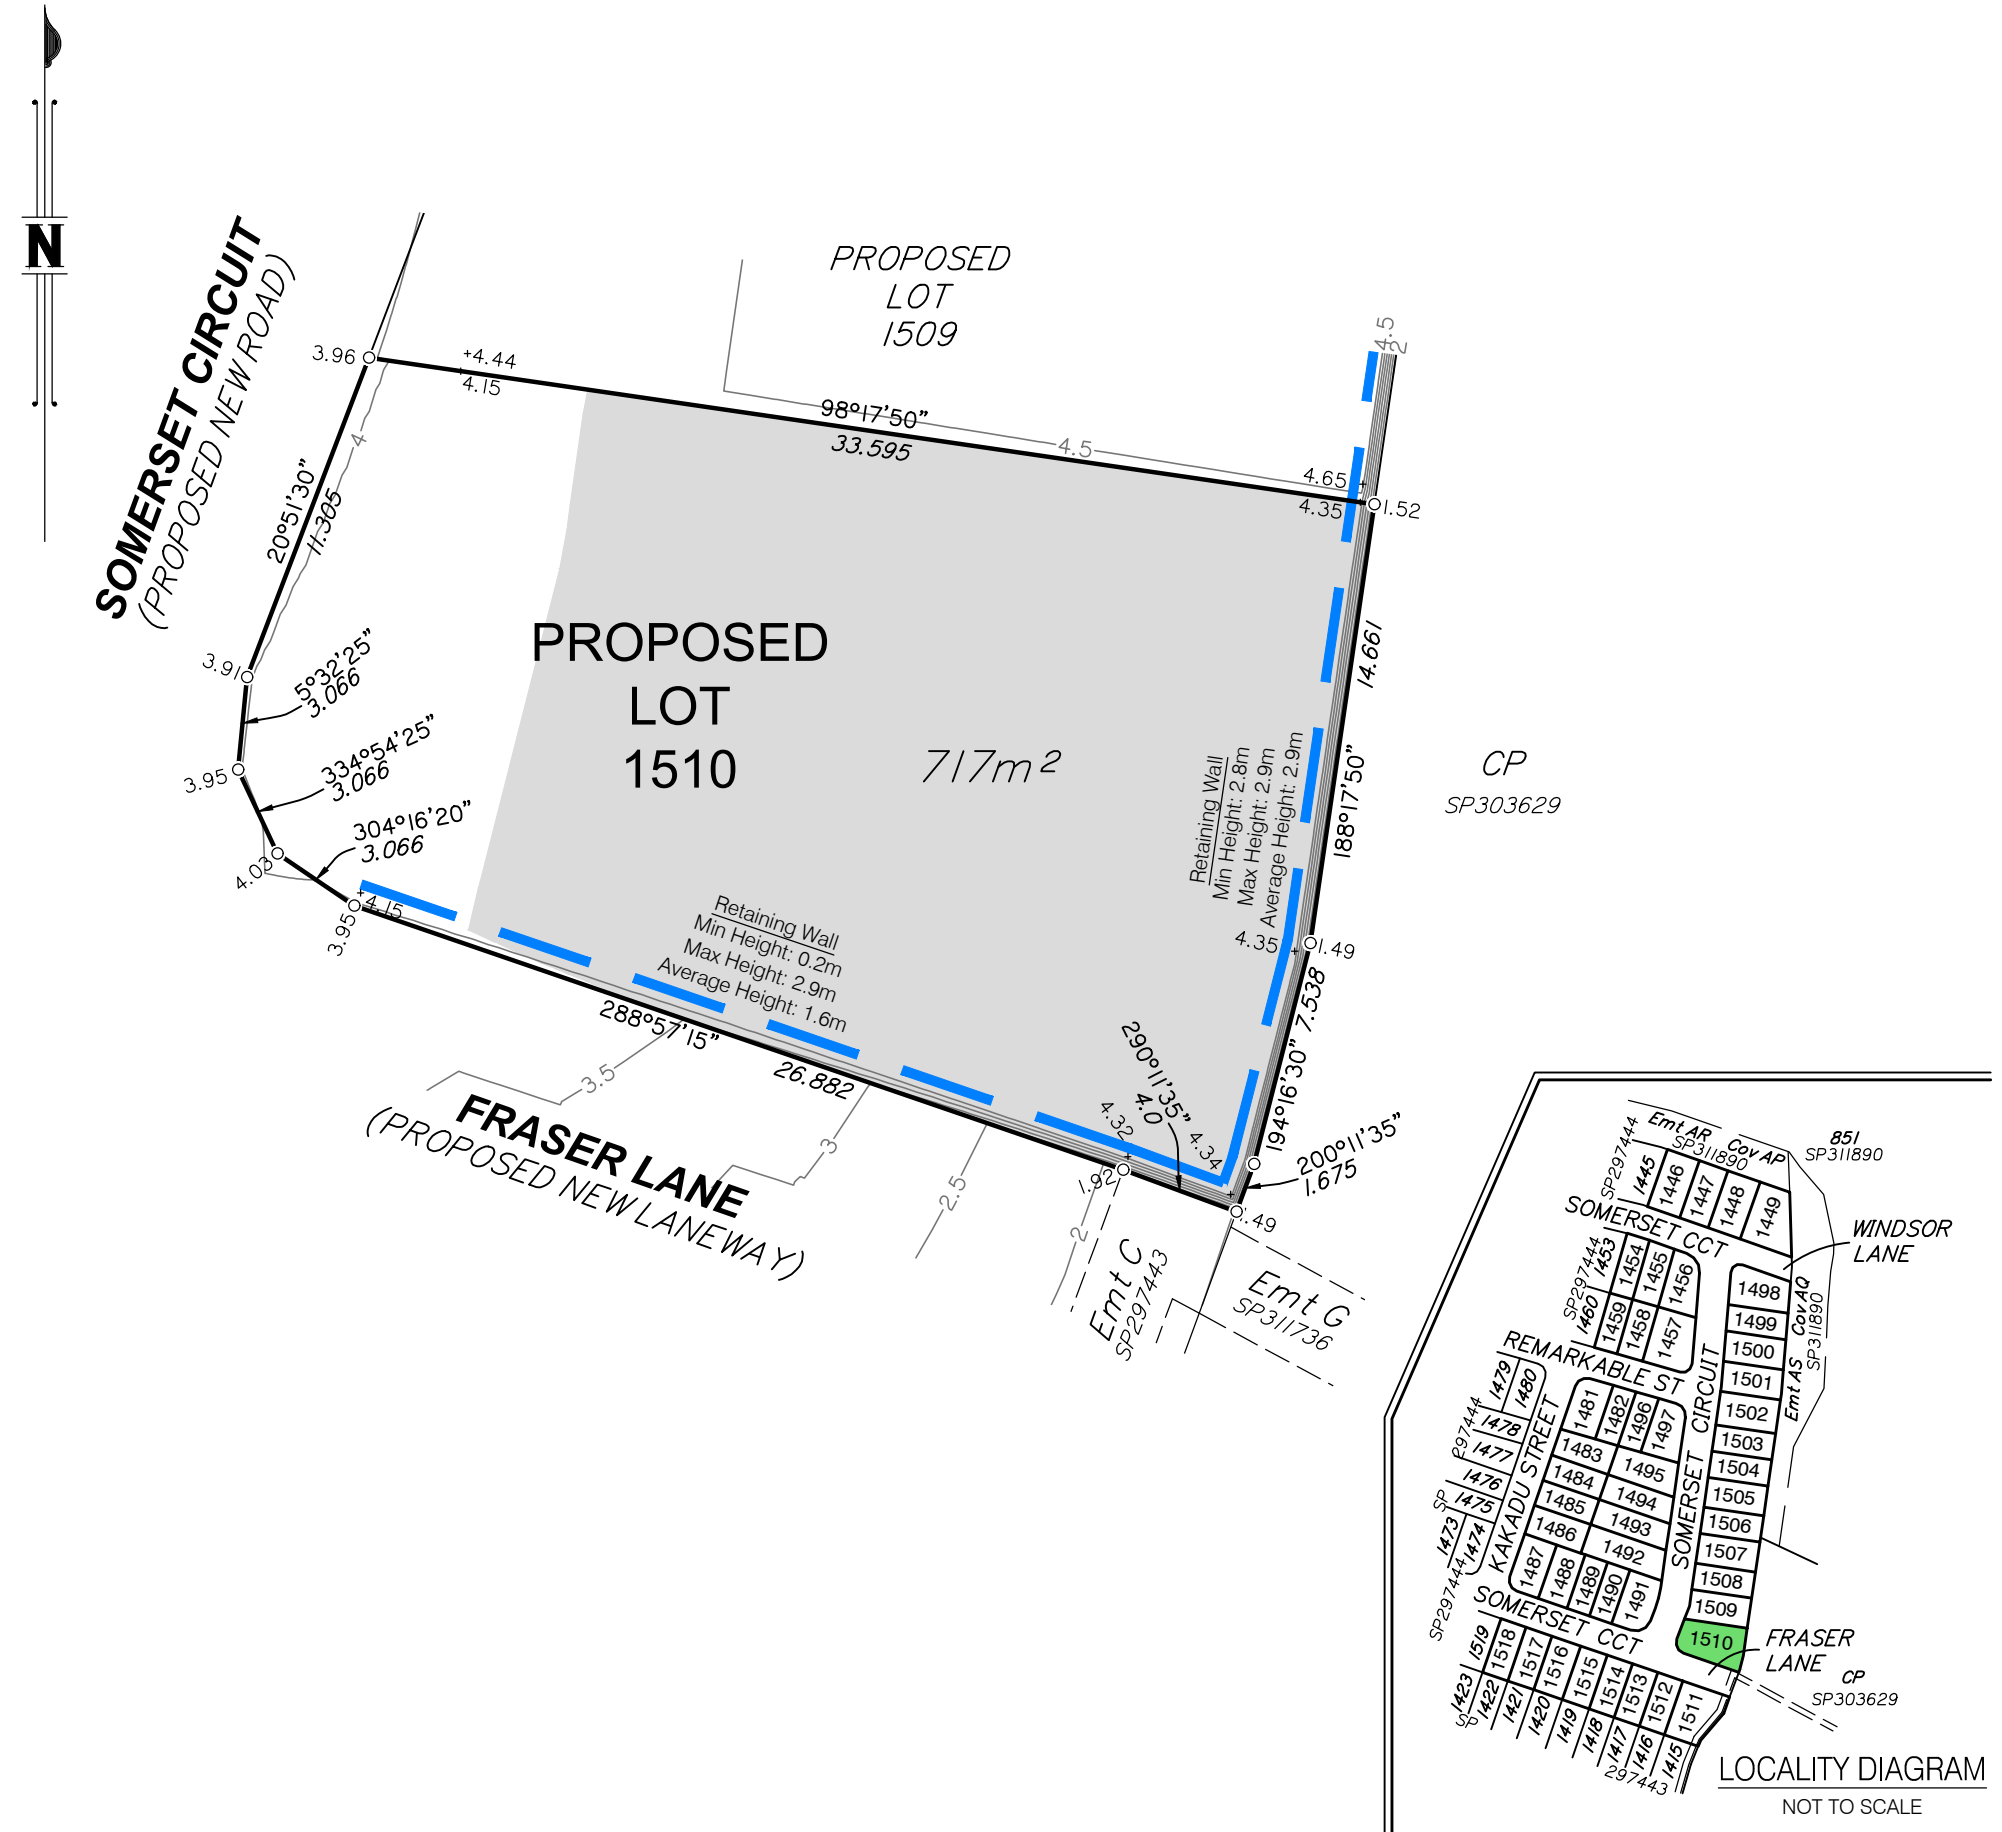 N
SOMERSET CIRCUIT
(PROPOSED NEW ROAD)
PROPOSED
LOT
1509
4.5
2
3.96
+4.44
4.15
98°17'50"
33.595
4.5
4.65
4.35
1.52
4
20°51'30"
11.305
3.91
5°32'25"
3.066
3.95
334°54'25"
3.066
304°16'20"
3.066
4.03
4.15
3.95
PROPOSED
LOT
1510
717m²
14.661
188°17'50"
CP
SP303629
Retaining Wall
Min Height: 2.8m
Max Height: 2.9m
Average Height: 2.9m
4.35
1.49
7.538
194°16'30"
Retaining Wall
Min Height: 0.2m
Max Height: 2.9m
Average Height: 1.6m
288°57'15"
26.882
290°11'35"
4.0
4.32
4.34
200°11'35"
1.675
1.92
1.49
3.5
3
2.5
2
FRASER LANE
(PROPOSED NEW LANEWAY)
Emt C
SP297443
Emt G
SP311736
Emt AR
SP311890
Cov AP
851
SP311890
SP297444
1445
1446
1447
1448
1449
SOMERSET CCT
WINDSOR
LANE
SP297444
1453
1454
1455
1456
1460
1459
1458
1457
1498
1499
1500
1501
1502
1503
1504
1505
1506
1507
1508
1509
1510
Cov AQ
SP311890
Emt AS
REMARKABLE ST
SOMERSET CIRCUIT
1479
1480
1478
1477
1476
1475
1474
1473
297444
SP
SP297444
KAKADU STREET
1481
1482
1496
1497
1483
1495
1484
1494
1485
1493
1486
1492
1487
1488
1489
1490
1491
SOMERSET CCT
1519
1518
1517
1516
1515
1514
1513
1512
1511
1423
1422
1421
1420
1419
1418
1417
1416
1415
SP
297443
FRASER
LANE
CP
SP303629
LOCALITY DIAGRAM
NOT TO SCALE